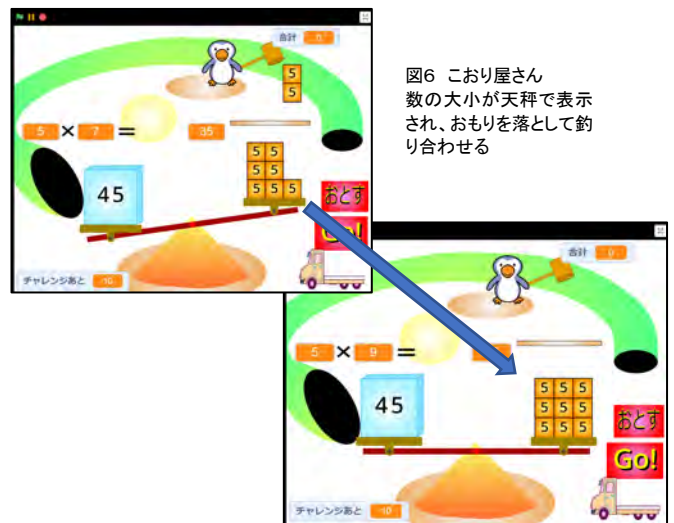 合計 0
5
5
5 × 7 = 35
5 5
5 5
5 5 5
45
おとす
Go!
チャレンジあと 10
図6 こおり屋さん
数の大小が天秤で表示
され、おもりを落として釣
り合わせる
合計 0
5 × 9 =
5 5 5
5 5 5
5 5 5
45
おとす
Go!
チャレンジあと 10